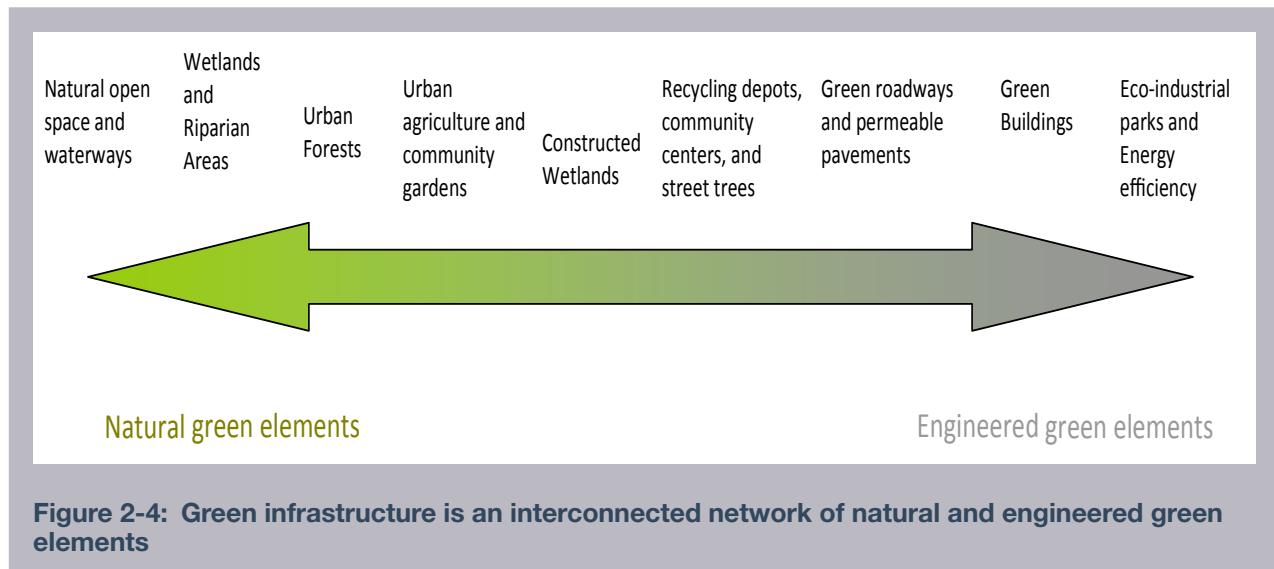 Natural open
space and
waterways
Wetlands
and
Riparian
Areas
Urban
Forests
Urban
agriculture and
community
gardens
Constructed
Wetlands
Recycling depots,
community
centers, and
street trees
Green roadways
and permeable
pavements
Green
Buildings
Eco-industrial
parks and
Energy
efficiency
Natural green elements
Engineered green elements
Figure 2-4: Green infrastructure is an interconnected network of natural and engineered green
elements